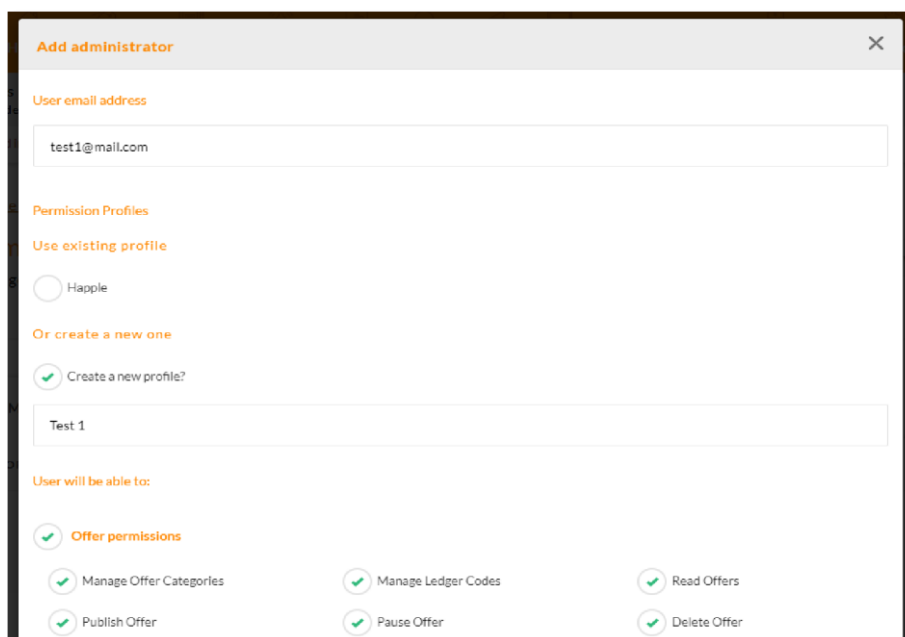 Add administrator
User email address
test1@mail.com
Permission Profiles
Use existing profile
Happle
Or create a new one
Create a new profile?
Test 1
User will be able to:
Offer permissions
Manage Offer Categories Manage Ledger Codes Read Offers
Publish Offer Pause Offer Delete Offer